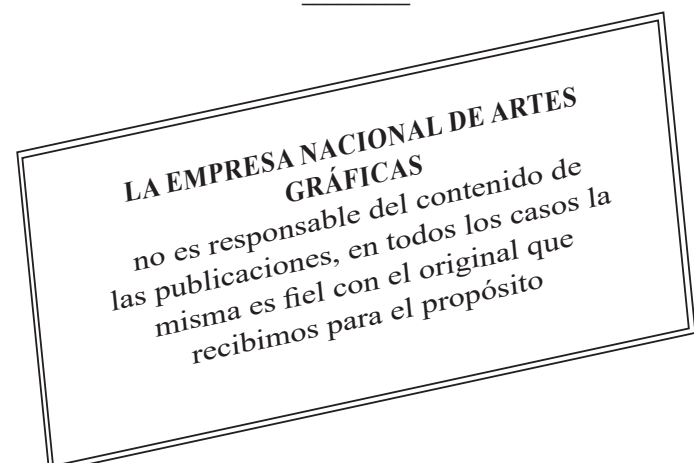 LA EMPRESA NACIONAL DE ARTES
GRÁFICAS
no es responsable del contenido de
las publicaciones, en todos los casos la
misma es fiel con el original que
recibimos para el propósito